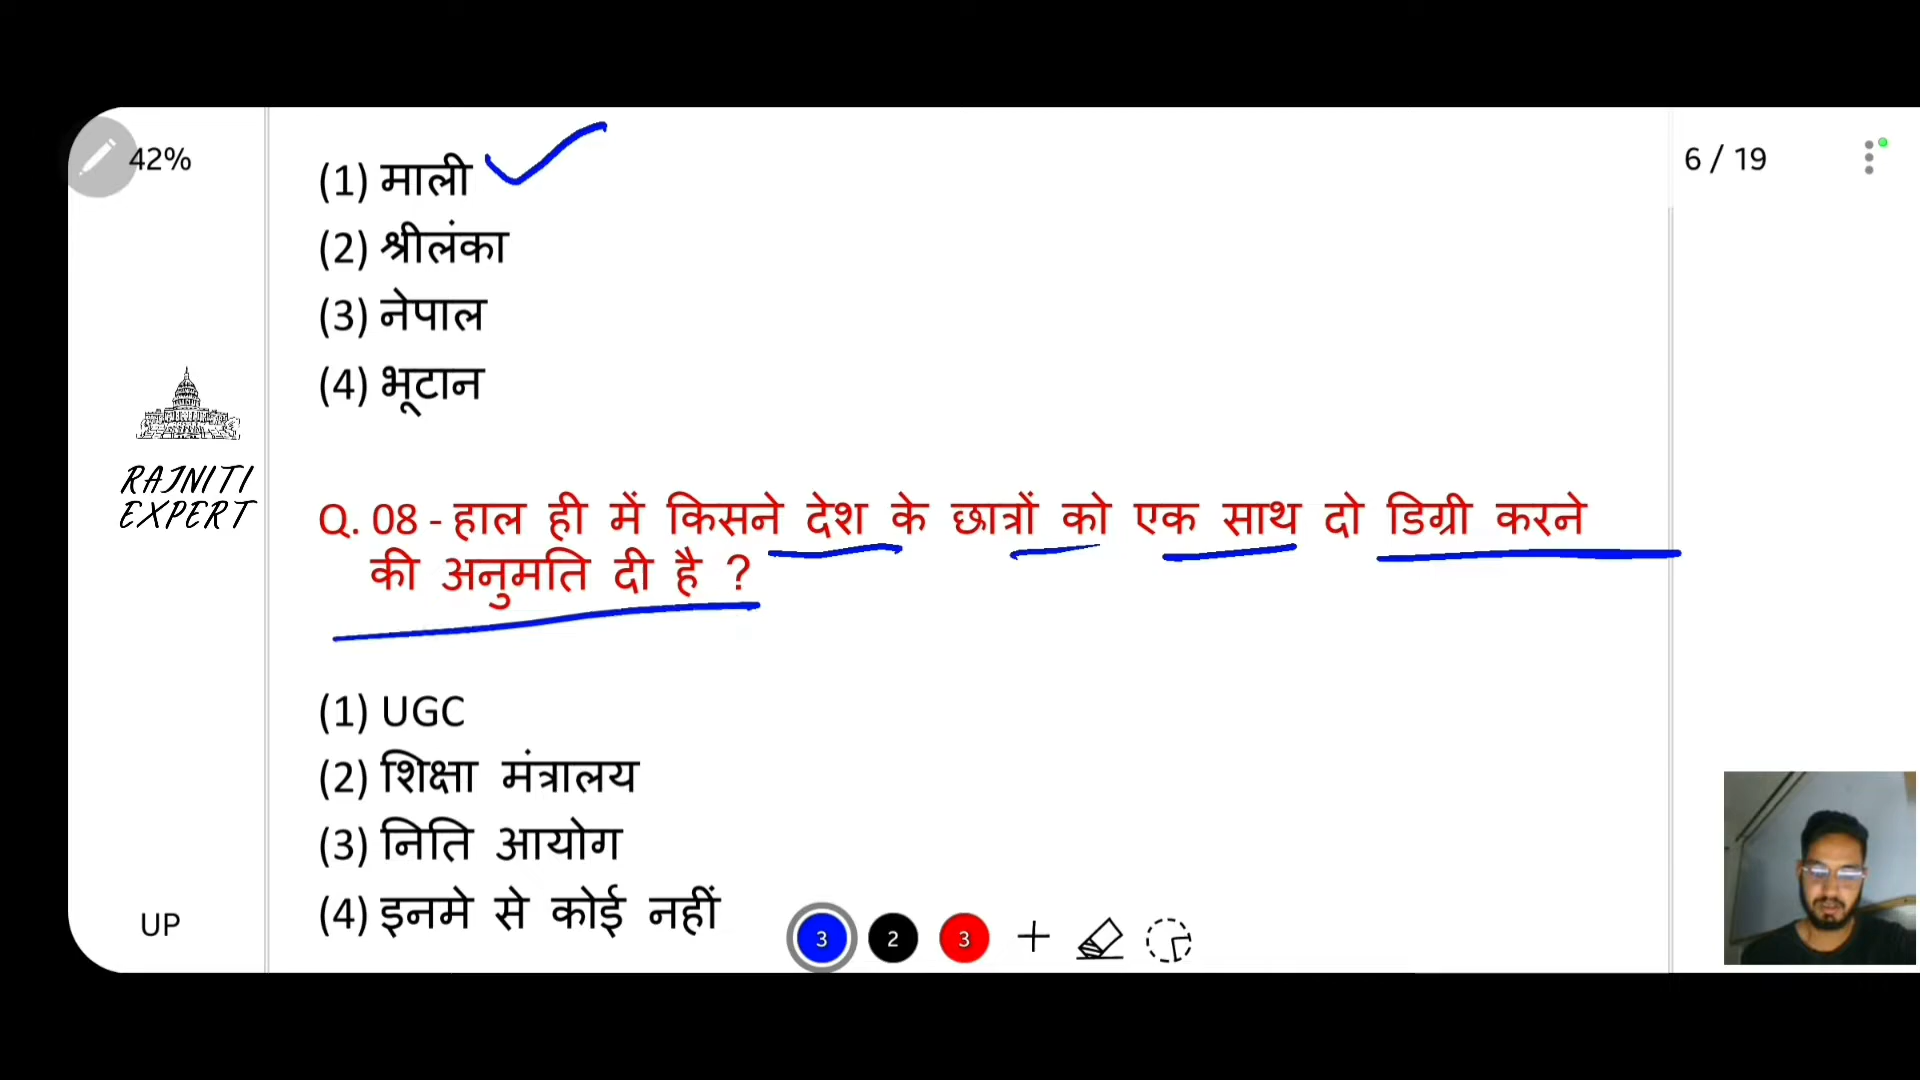 42%
6 / 19
(1) माली
(2) श्रीलंका
(3) नेपाल
(4) भूटान
RAJNITI
EXPERT
Q. 08 - हाल ही में किसने देश के छात्रों को एक साथ दो डिग्री करने
की अनुमति दी है ?
(1) UGC
(2) शिक्षा मंत्रालय
(3) निति आयोग
(4) इनमे से कोई नहीं
UP
3 2 3